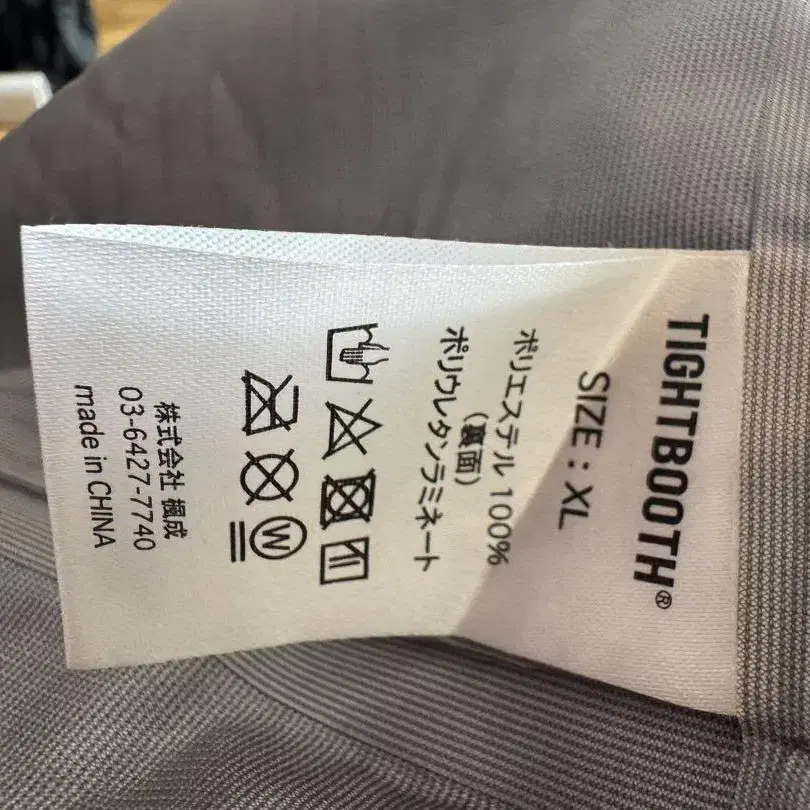 TIGHTBOOTH®
SIZE : XL
ポリエステル 100%
(裏面)
ポリウレタンラミネート
W
株式会社 楓成
03-6427-7740
made in CHINA